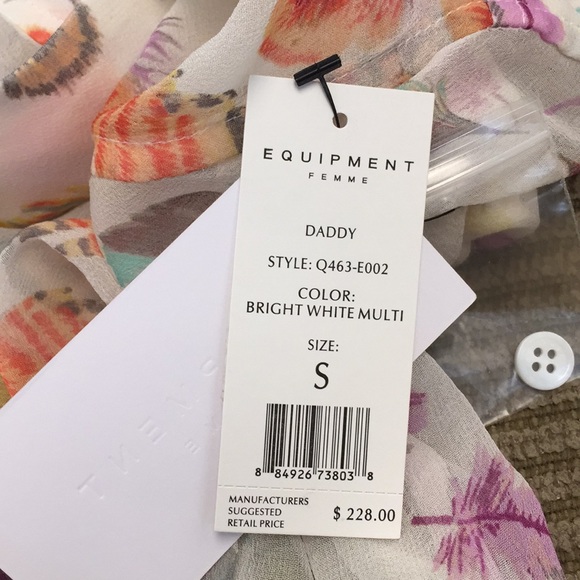 EQUIPMENT
FEMME
DADDY
STYLE: Q463-E002
COLOR:
BRIGHT WHITE MULTI
SIZE:
S
8 84926 73803 8
MANUFACTURERS
SUGGESTED
RETAIL PRICE
$ 228.00